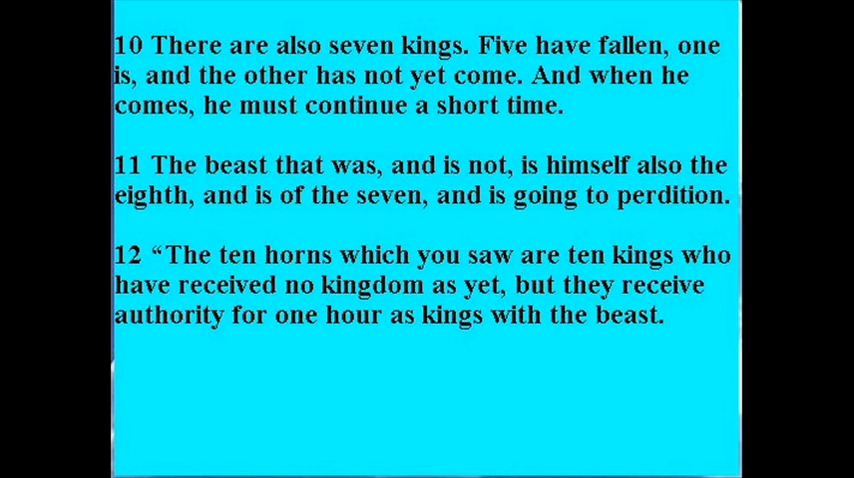 10 There are also seven kings. Five have fallen, one
is, and the other has not yet come. And when he
comes, he must continue a short time.
11 The beast that was, and is not, is himself also the
eighth, and is of the seven, and is going to perdition.
12 “The ten horns which you saw are ten kings who
have received no kingdom as yet, but they receive
authority for one hour as kings with the beast.